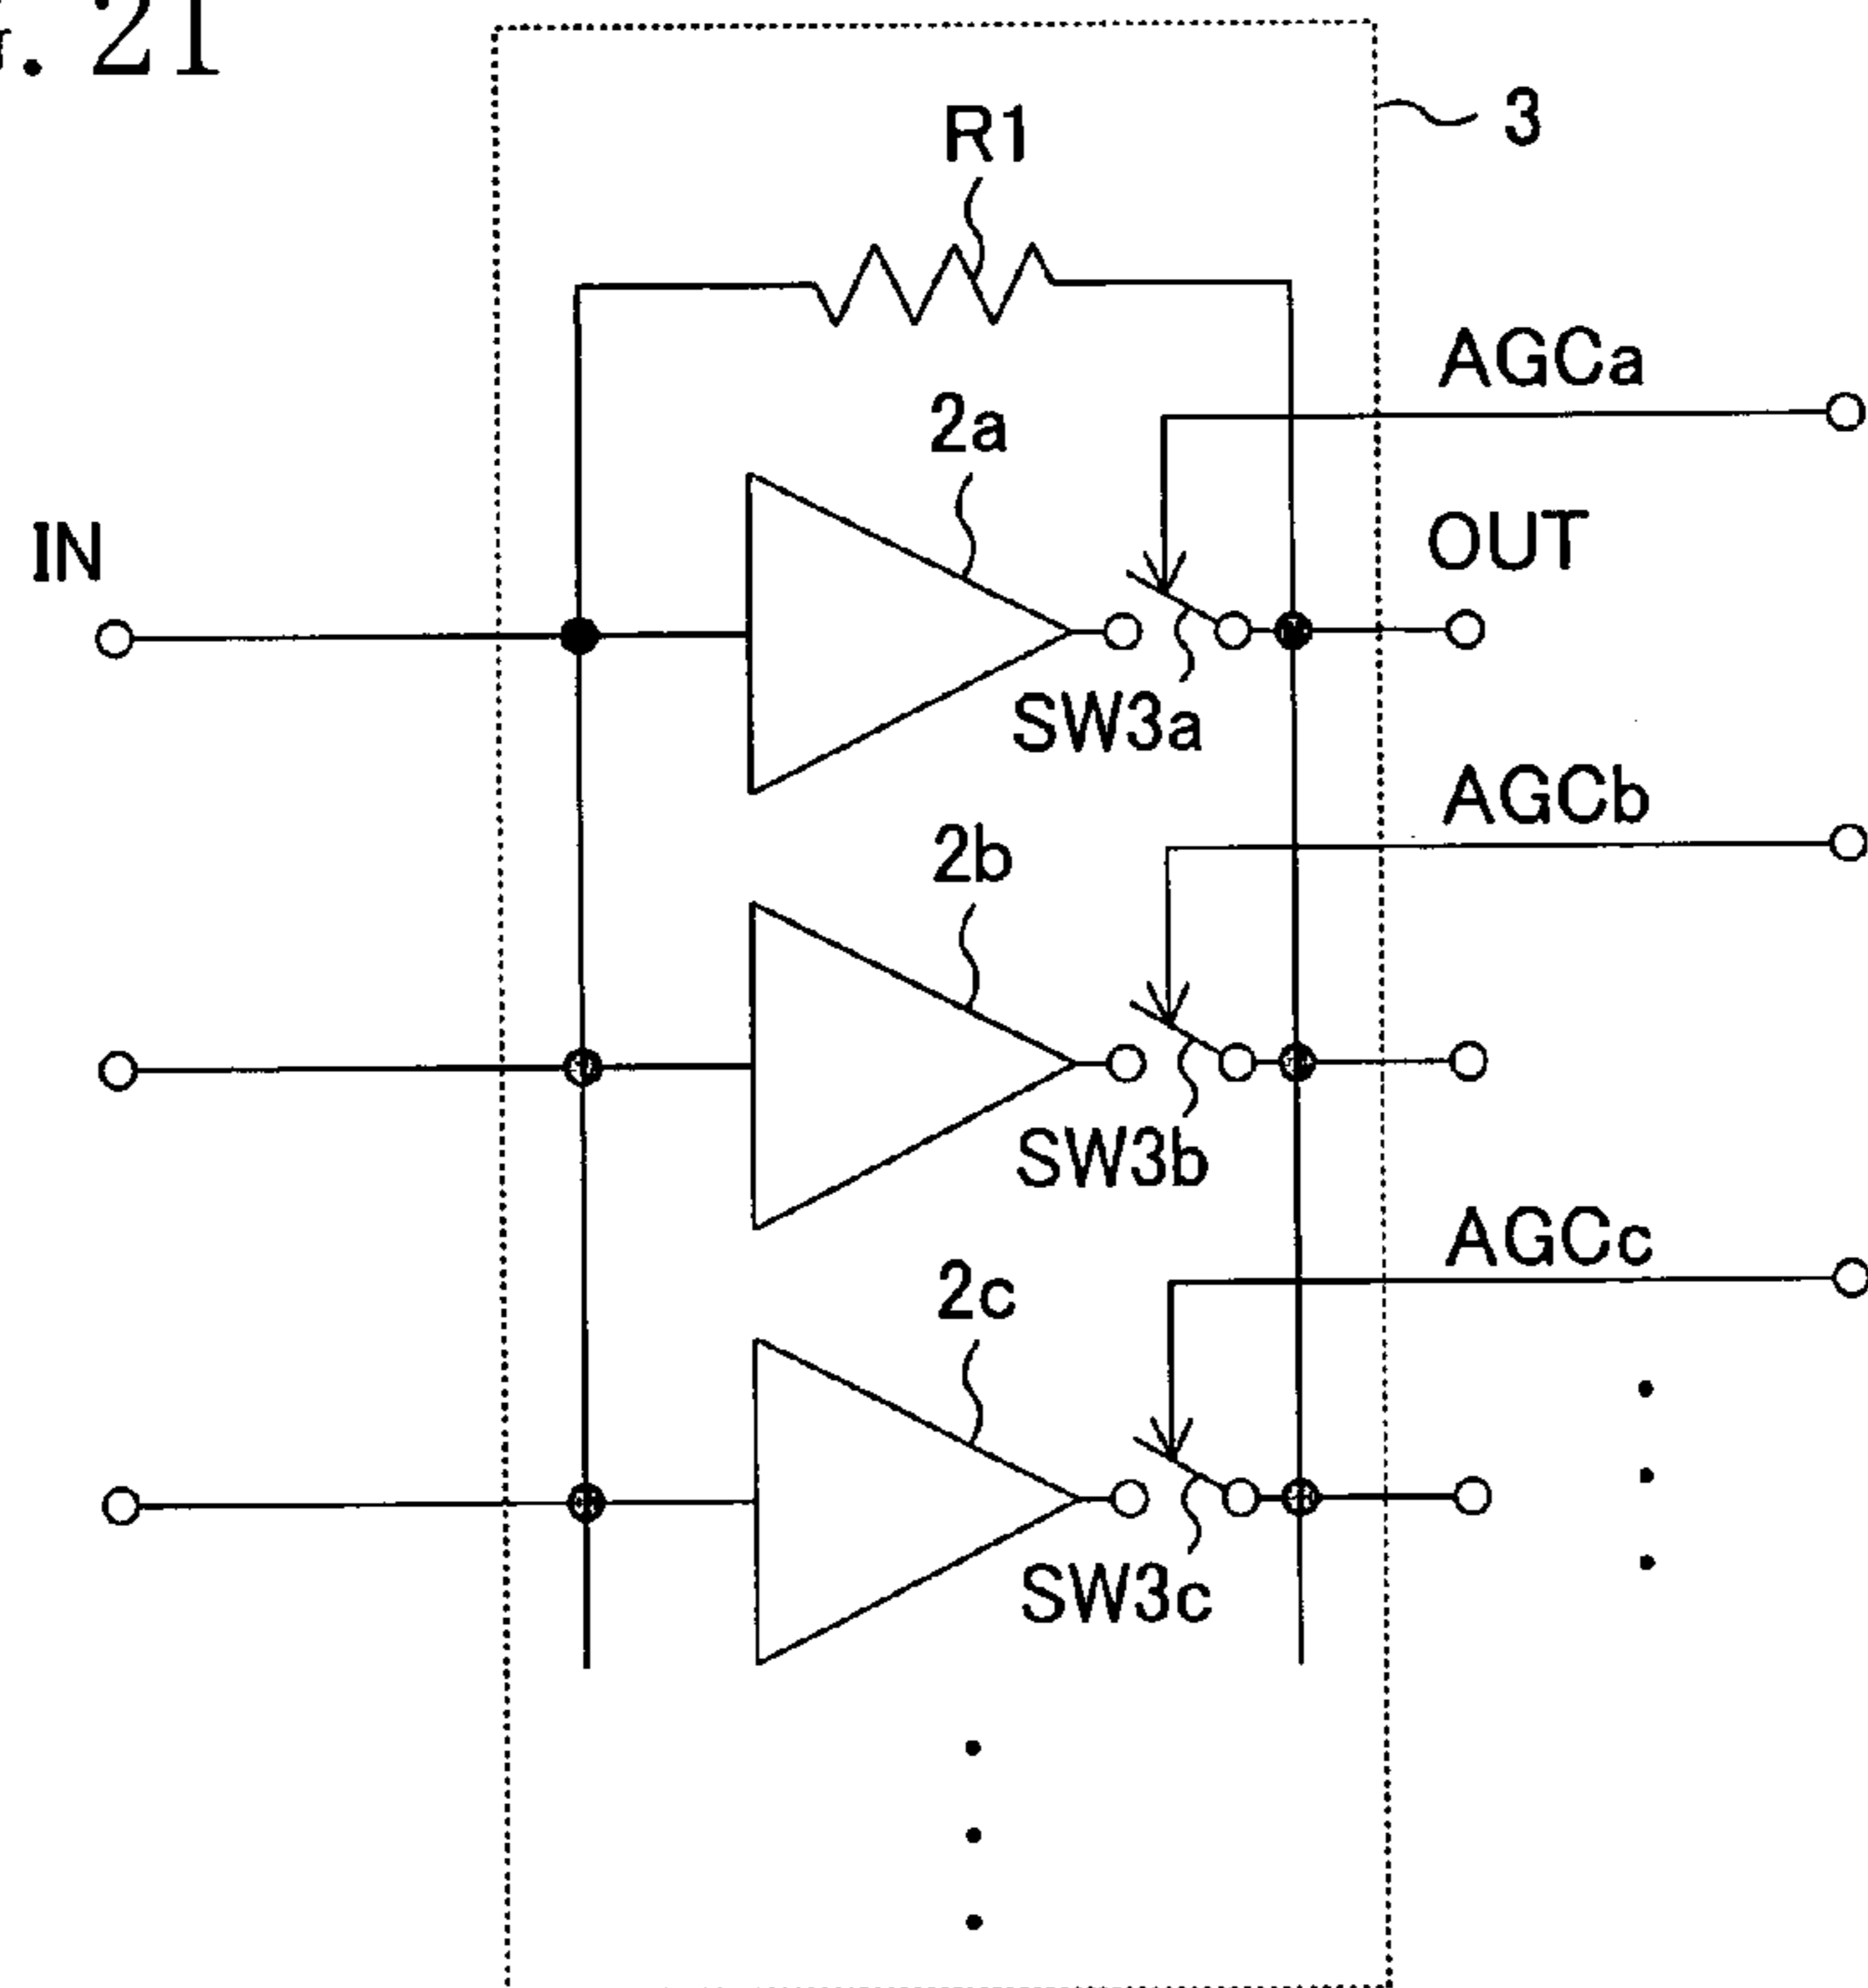 . 21
3
R1
AGCa
2a
IN
OUT
SW3a
AGCb
2b
SW3b
AGCc
2c
SW3c